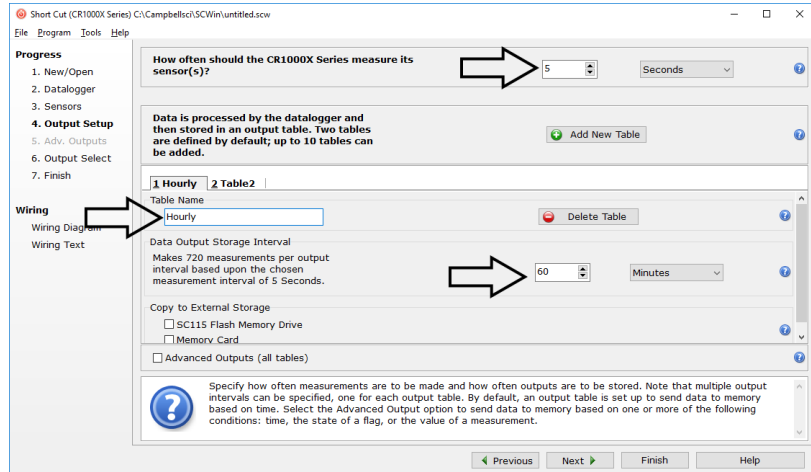 Short Cut (CR1000X Series) C:\Campbellsci\SCWin\untitled.scw
File Program Tools Help
Progress
1. New/Open
2. Datalogger
3. Sensors
4. Output Setup
5. Adv. Outputs
6. Output Select
7. Finish
Wiring
Wiring Diagram
Wiring Text
How often should the CR1000X Series measure its
sensor(s)?
5 Seconds
Data is processed by the datalogger and
then stored in an output table. Two tables
are defined by default; up to 10 tables can
be added.
Add New Table
1 Hourly 2 Table2
Table Name
Hourly
Delete Table
Data Output Storage Interval
Makes 720 measurements per output
interval based upon the chosen
measurement interval of 5 Seconds.
60 Minutes
Copy to External Storage
SC115 Flash Memory Drive
Memory Card
Advanced Outputs (all tables)
Specify how often measurements are to be made and how often outputs are to be stored. Note that multiple output
intervals can be specified, one for each output table. By default, an output table is set up to send data to memory
based on time. Select the Advanced Output option to send data to memory based on one or more of the following
conditions: time, the state of a flag, or the value of a measurement.
Previous Next Finish Help